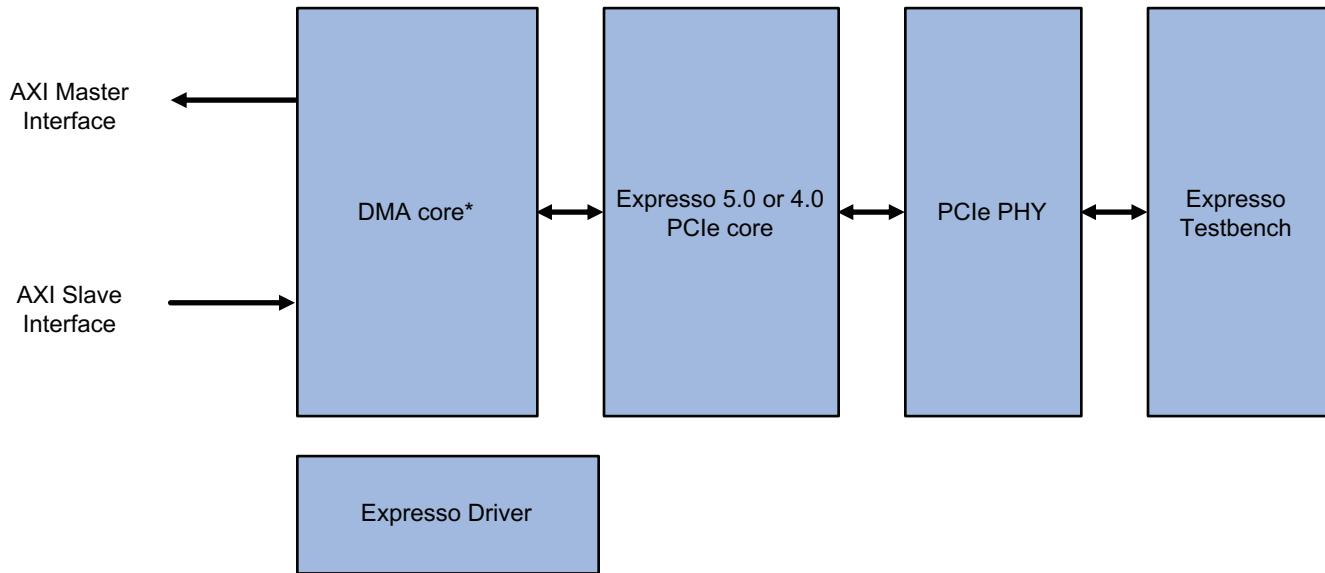 AXI Master
Interface
DMA core*
Expresso 5.0 or 4.0
PCIe core
PCIe PHY
Expresso
Testbench
AXI Slave
Interface
Expresso Driver